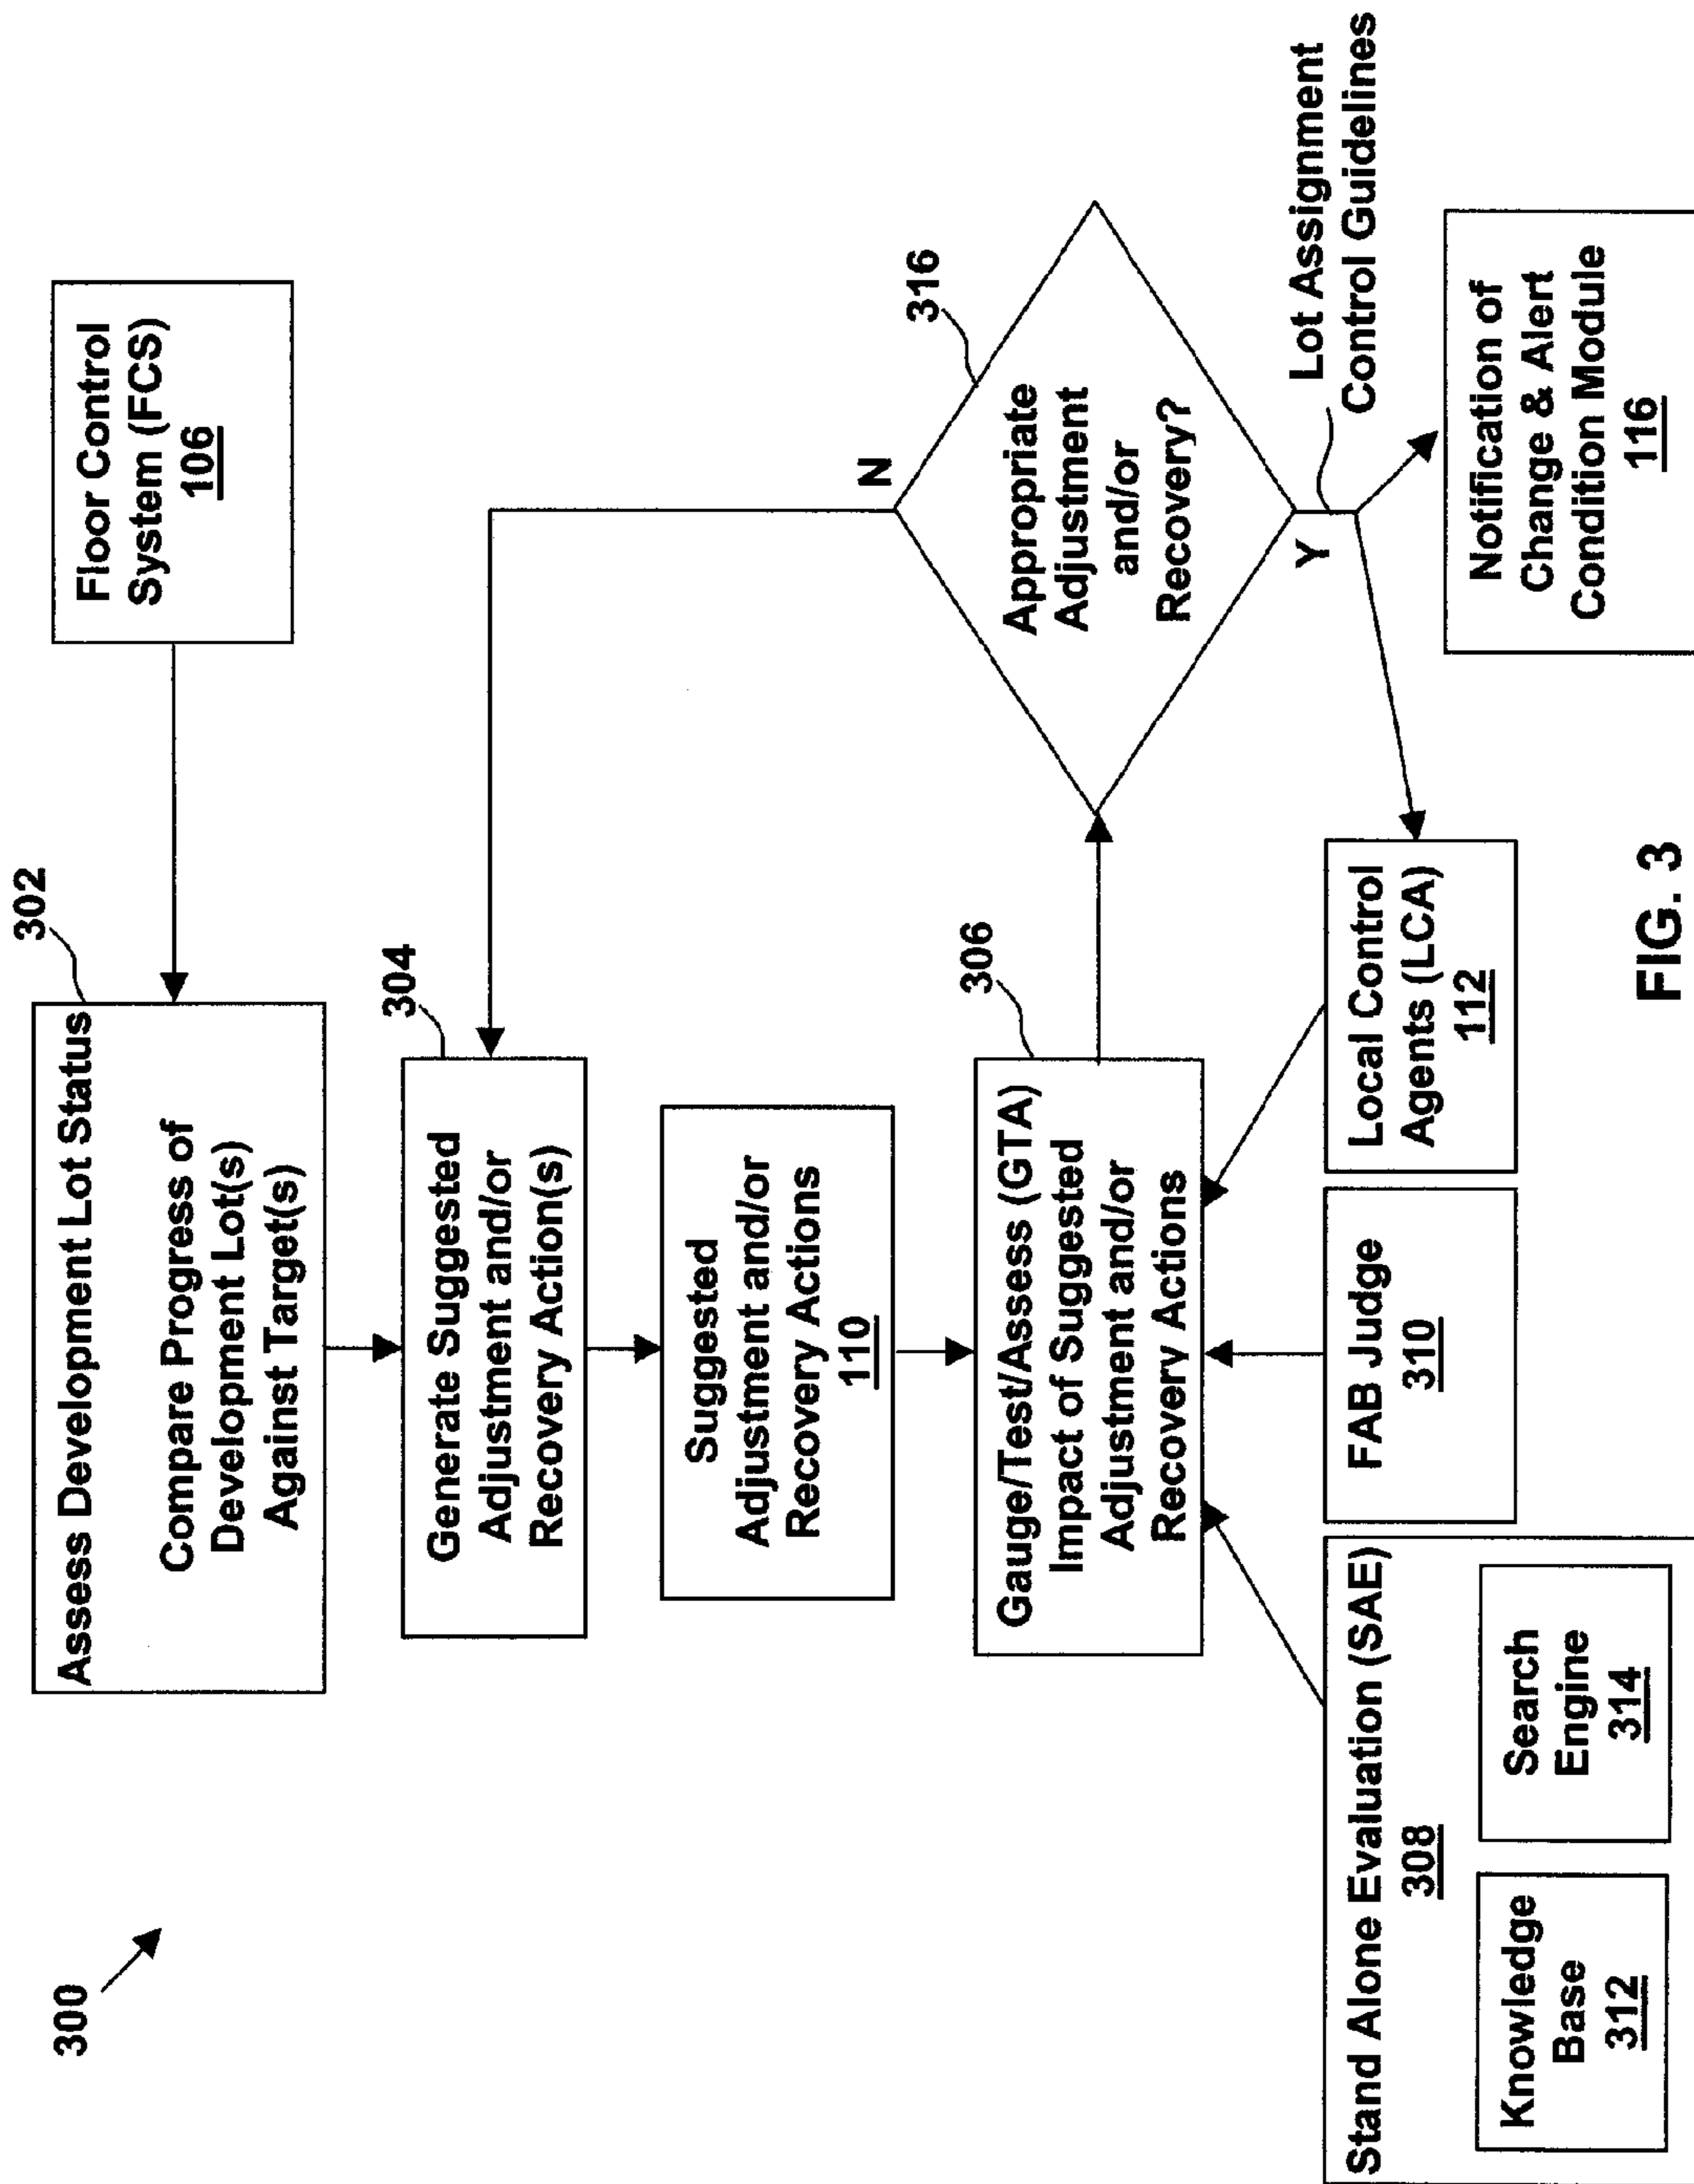 300
302
Assess Development Lot Status
Compare Progress of
Development Lot(s)
Against Target(s)
Floor Control
System (FCS)
106
304
Generate Suggested
Adjustment and/or
Recovery Action(s)
Suggested
Adjustment and/or
Recovery Actions
110
306
Gauge/Test/Assess (GTA)
Impact of Suggested
Adjustment and/or
Recovery Actions
N
316
Appropriate
Adjustment
and/or
Recovery?
Y
Lot Assignment
Control Guidelines
Stand Alone Evaluation (SAE)
308
Knowledge
Base
312
Search
Engine
314
FAB Judge
310
Local Control
Agents (LCA)
112
Notification of
Change & Alert
Condition Module
116
FIG. 3